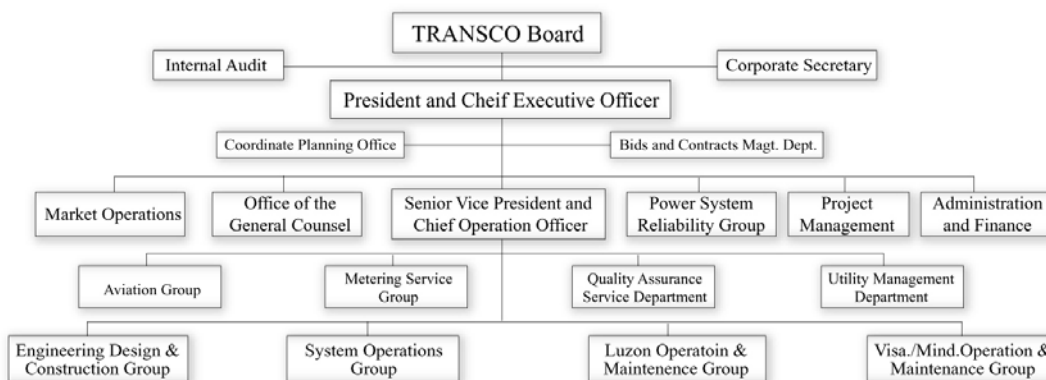 TRANSCO Board
Internal Audit
Corporate Secretary
President and Cheif Executive Officer
Coordinate Planning Office
Bids and Contracts Magt. Dept.
Market Operations
Office of the
General Counsel
Senior Vice President and
Chief Operation Officer
Power System
Reliability Group
Project
Management
Administration
and Finance
Aviation Group
Metering Service
Group
Quality Assurance
Service Department
Utility Management
Department
Engineering Design &
Construction Group
System Operations
Group
Luzon Operatoin &
Maintenence Group
Visa./Mind.Operation &
Maintenance Group